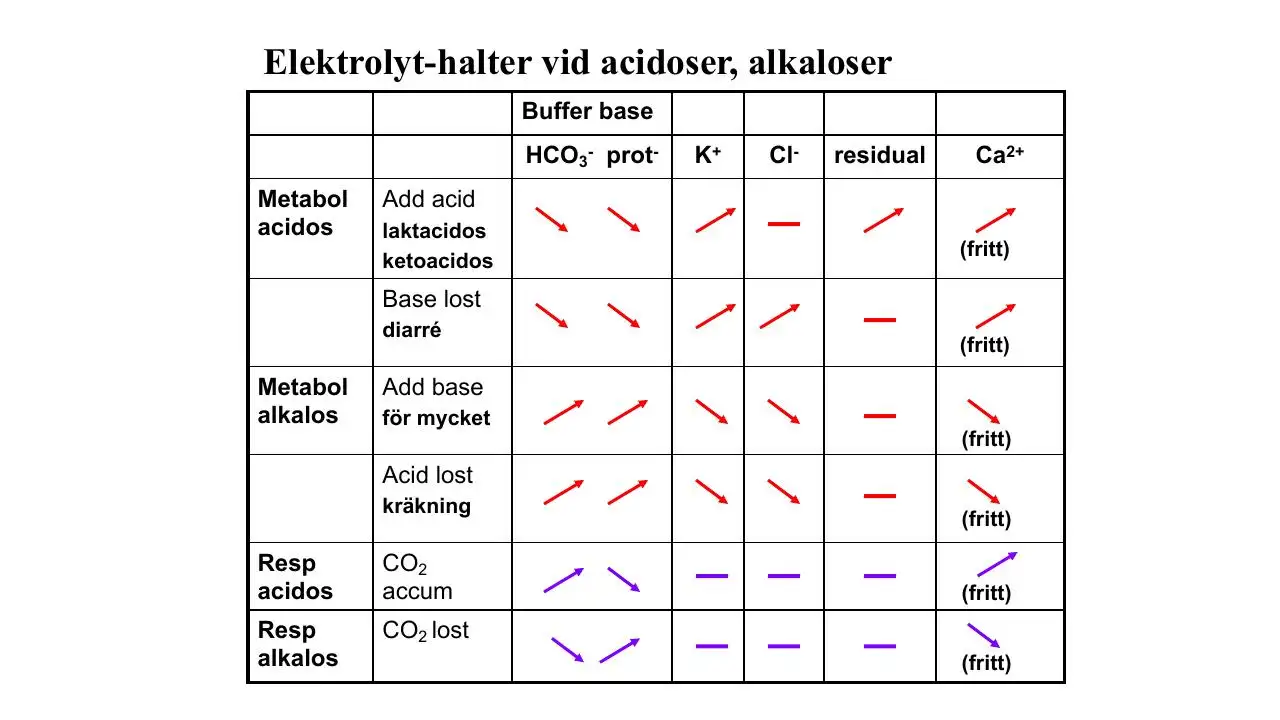 Elektrolyt-halter vid acidoser, alkaloser
Buffer base
HCO₃⁻ prot⁻ K⁺ Cl⁻ residual Ca²⁺
Metabol acidos
Add acid
laktacidos
ketoacidos
(fritt)
Base lost
diarré
(fritt)
Metabol
alkalos
Add base
för mycket
(fritt)
Acid lost
kräkning
(fritt)
Resp
acidos
CO₂
accum
(fritt)
Resp
alkalos
CO₂ lost
(fritt)